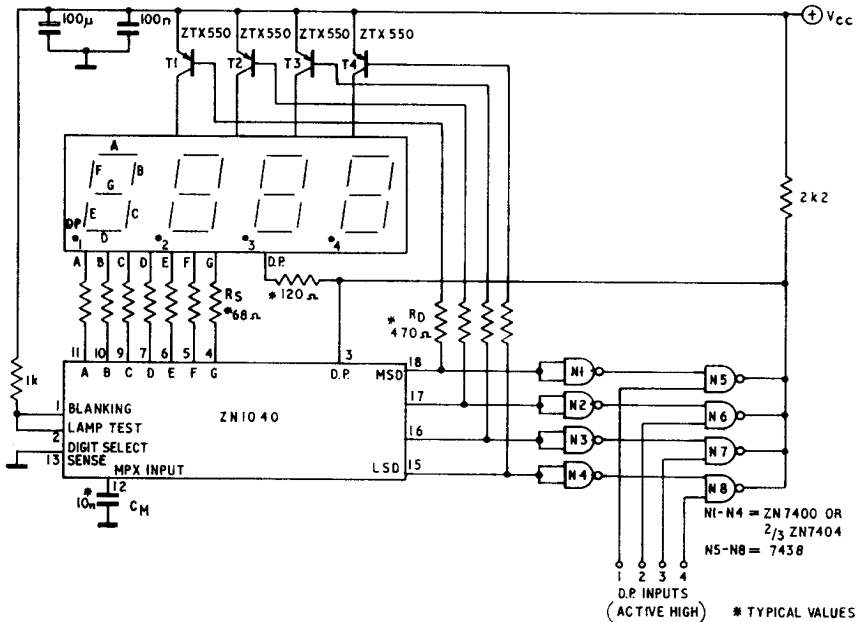 100µ
100n
ZTX550 ZTX550 ZTX550 ZTX550
T1 T2 T3 T4
Vcc
A
F B
G
E C
D
DP
*1 *2 *3 *4
A B C D E F G D.P.
RS
*68Ω
*120Ω
*
RD
470Ω
2k2
1k
11 10 9 7 6 5 4 3
A B C D E F G D.P. MSD 18
1 BLANKING
LAMP TEST
2
ZN1040
17
DIGIT SELECT
13 SENSE
16
MPX INPUT
LSD 15
12
*
10n
CM
N1 N5
N2 N6
N3 N7
N4 N8
N1-N4 = ZN7400 OR
2/3 ZN7404
N5-N8 = 7438
1 2 3 4
D.P. INPUTS
(ACTIVE HIGH)
* TYPICAL VALUES